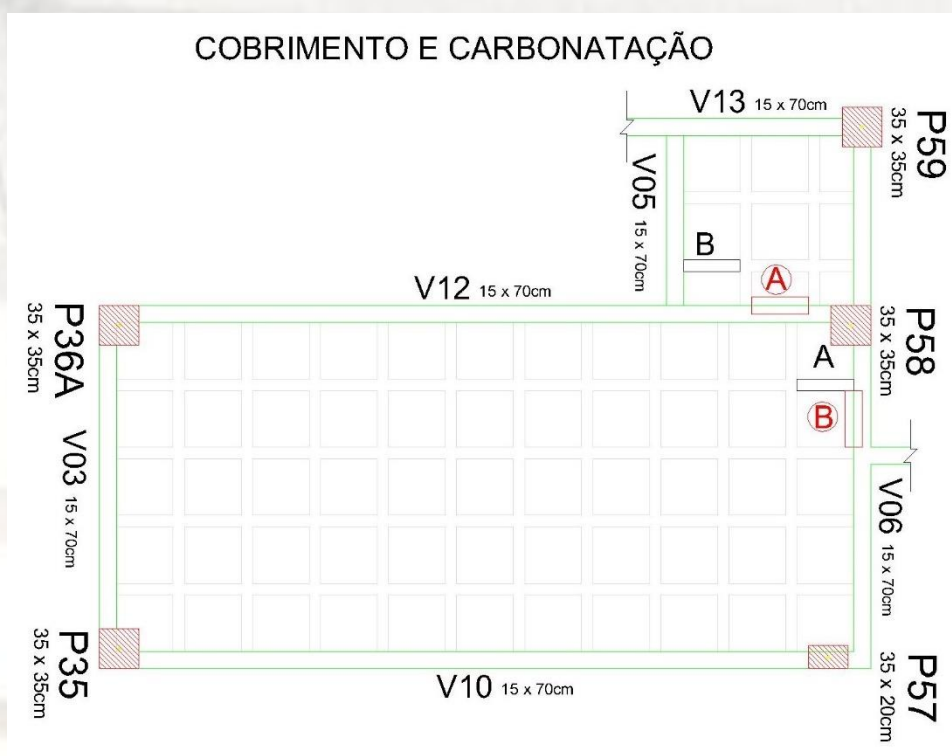 COBRIMENTO E CARBONATAÇÃO
V13 15 x 70cm
P59
35 x 35cm
V05 15 x 70cm
B
A
V12 15 x 70cm
P36A
35 x 35cm
P58
35 x 35cm
A
B
V03 15 x 70cm
V06 15 x 70cm
P35
35 x 35cm
V10 15 x 70cm
P57
35 x 20cm